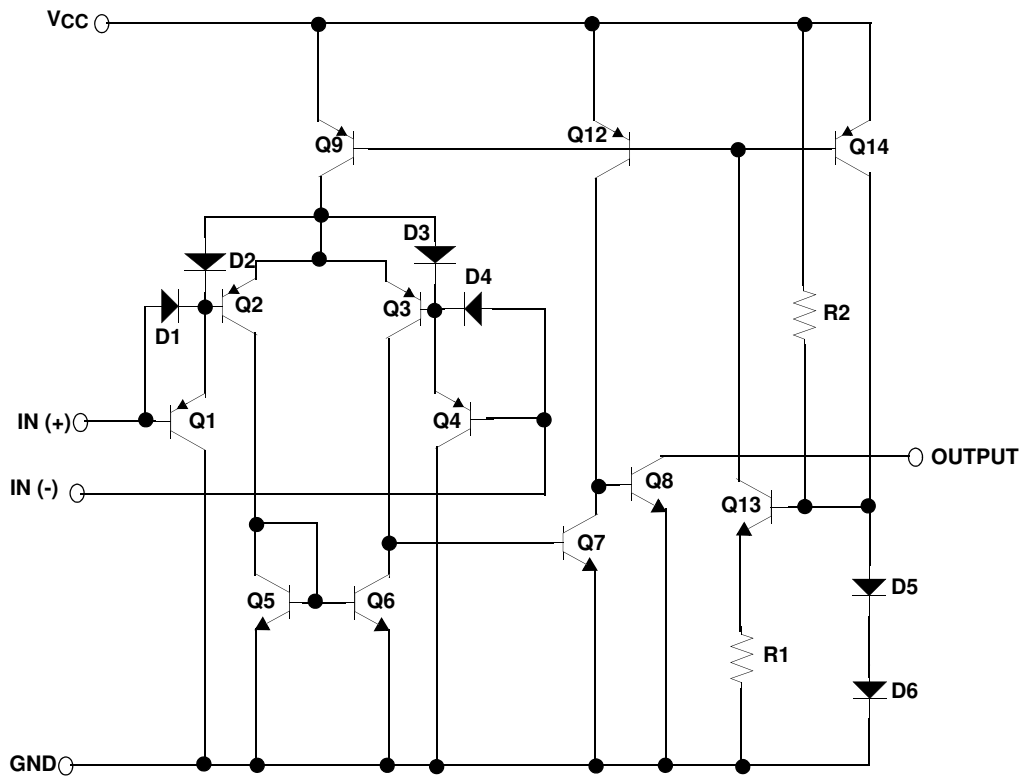 VCC
Q9
Q12
Q14
D3
D2
D4
Q2
Q3
D1
R2
IN (+)
Q1
Q4
OUTPUT
IN (-)
Q8
Q13
Q7
Q5
Q6
D5
R1
D6
GND